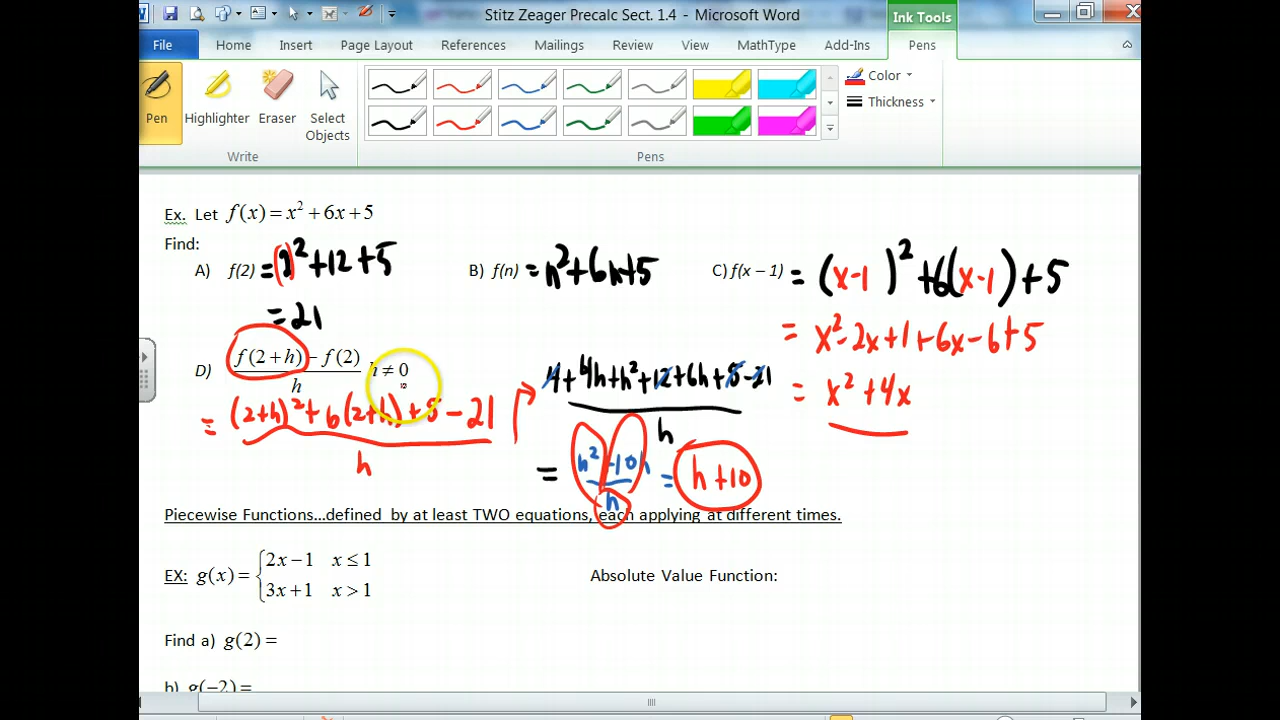 Stitz Zeager Precalc Sect. 1.4 - Microsoft Word
Ink Tools
File Home Insert Page Layout References Mailings Review View MathType Add-Ins Pens
Pen Highlighter Eraser Select Objects
Color
Thickness
Write Pens
Ex. Let f(x) = x² + 6x + 5
Find:
A) f(2) = (2)² + 12 + 5
= 21
B) f(n) = n² + 6n + 5
C) f(x – 1) = (x-1)² + 6(x-1) + 5
= x² - 2x + 1 + 6x - 6 + 5
= x² + 4x
D) f(2 + h) – f(2) / h h ≠ 0
= (2+h)² + 6(2+h) + 5 - 21 / h
4 + 4h + h² + 12 + 6h + 5 - 21 / h
= h² + 10h / h = h + 10
Piecewise Functions...defined by at least TWO equations, each applying at different times.
EX: g(x) = { 2x − 1 x ≤ 1
3x + 1 x > 1
Absolute Value Function:
Find a) g(2) =
b) g(−2) =